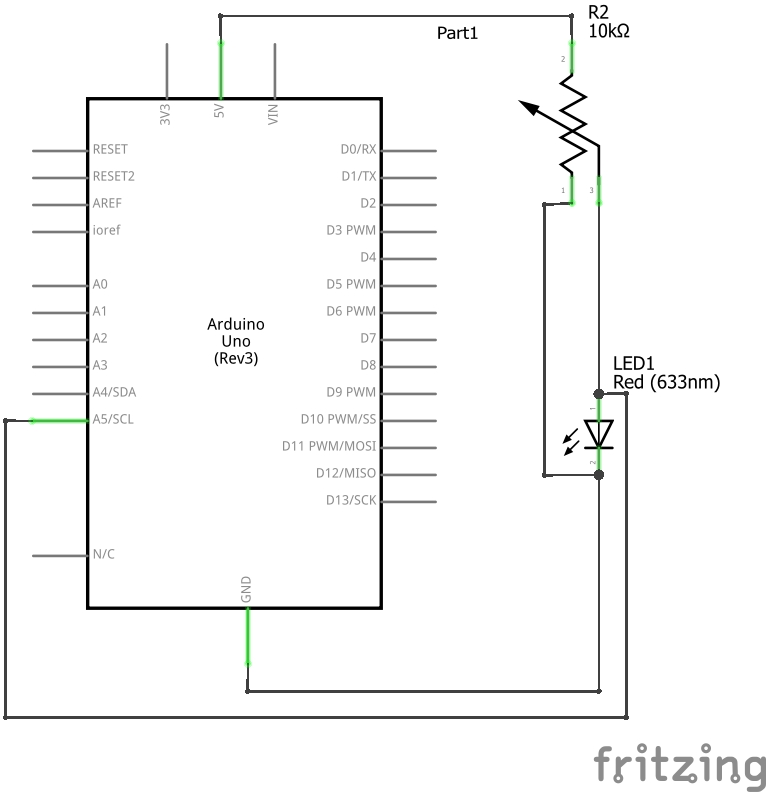 R2
10kΩ
Part1
2
3V3
5V
VIN
1
3
RESET
RESET2
AREF
ioref
A0
A1
A2
A3
A4/SDA
A5/SCL
N/C
D0/RX
D1/TX
D2
D3 PWM
D4
D5 PWM
D6 PWM
D7
D8
D9 PWM
D10 PWM/SS
D11 PWM/MOSI
D12/MISO
D13/SCK
Arduino
Uno
(Rev3)
GND
LED1
Red (633nm)
1
2
fritzing